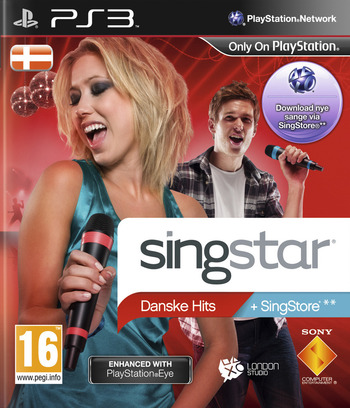 PS3
PlayStation®Network
Only On PlayStation®
Download nye
sange via
SingStore®**
singstar®
Danske Hits
+ SingStore®**
16
www.pegi.info
ENHANCED WITH
PlayStation®Eye
LONDON
STUDIO
SONY
COMPUTER
ENTERTAINMENT®